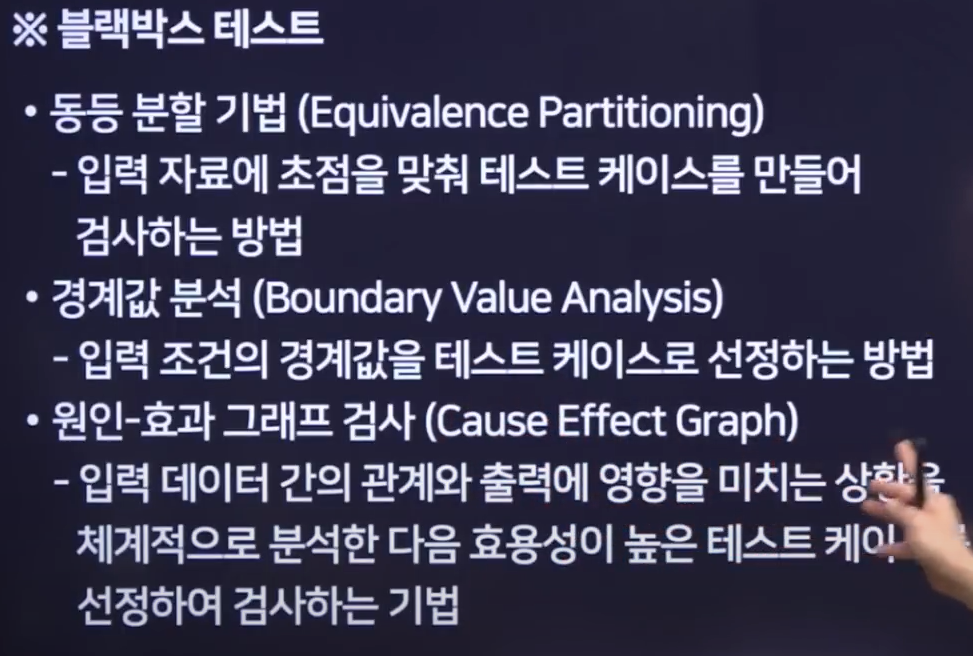 ※ 블랙박스 테스트
• 동등 분할 기법 (Equivalence Partitioning)
- 입력 자료에 초점을 맞춰 테스트 케이스를 만들어
검사하는 방법
• 경계값 분석 (Boundary Value Analysis)
- 입력 조건의 경계값을 테스트 케이스로 선정하는 방법
• 원인-효과 그래프 검사 (Cause Effect Graph)
- 입력 데이터 간의 관계와 출력에 영향을 미치는 상황을
체계적으로 분석한 다음 효용성이 높은 테스트
선정하여 검사하는 기법